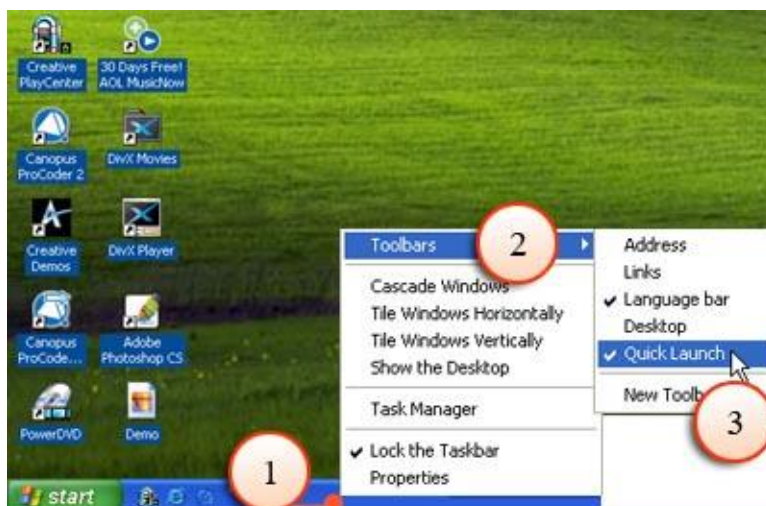 Creative
PlayCenter
30 Days Free!
AOL MusicNow
Canopus
ProCoder 2
DivX Movies
Creative
Demos
DivX Player
Canopus
ProCode...
Adobe
Photoshop CS
PowerDVD
Demo
start
1
Toolbars
2
Cascade Windows
Tile Windows Horizontally
Tile Windows Vertically
Show the Desktop
Task Manager
Lock the Taskbar
Properties
Address
Links
Language bar
Desktop
Quick Launch
New
3